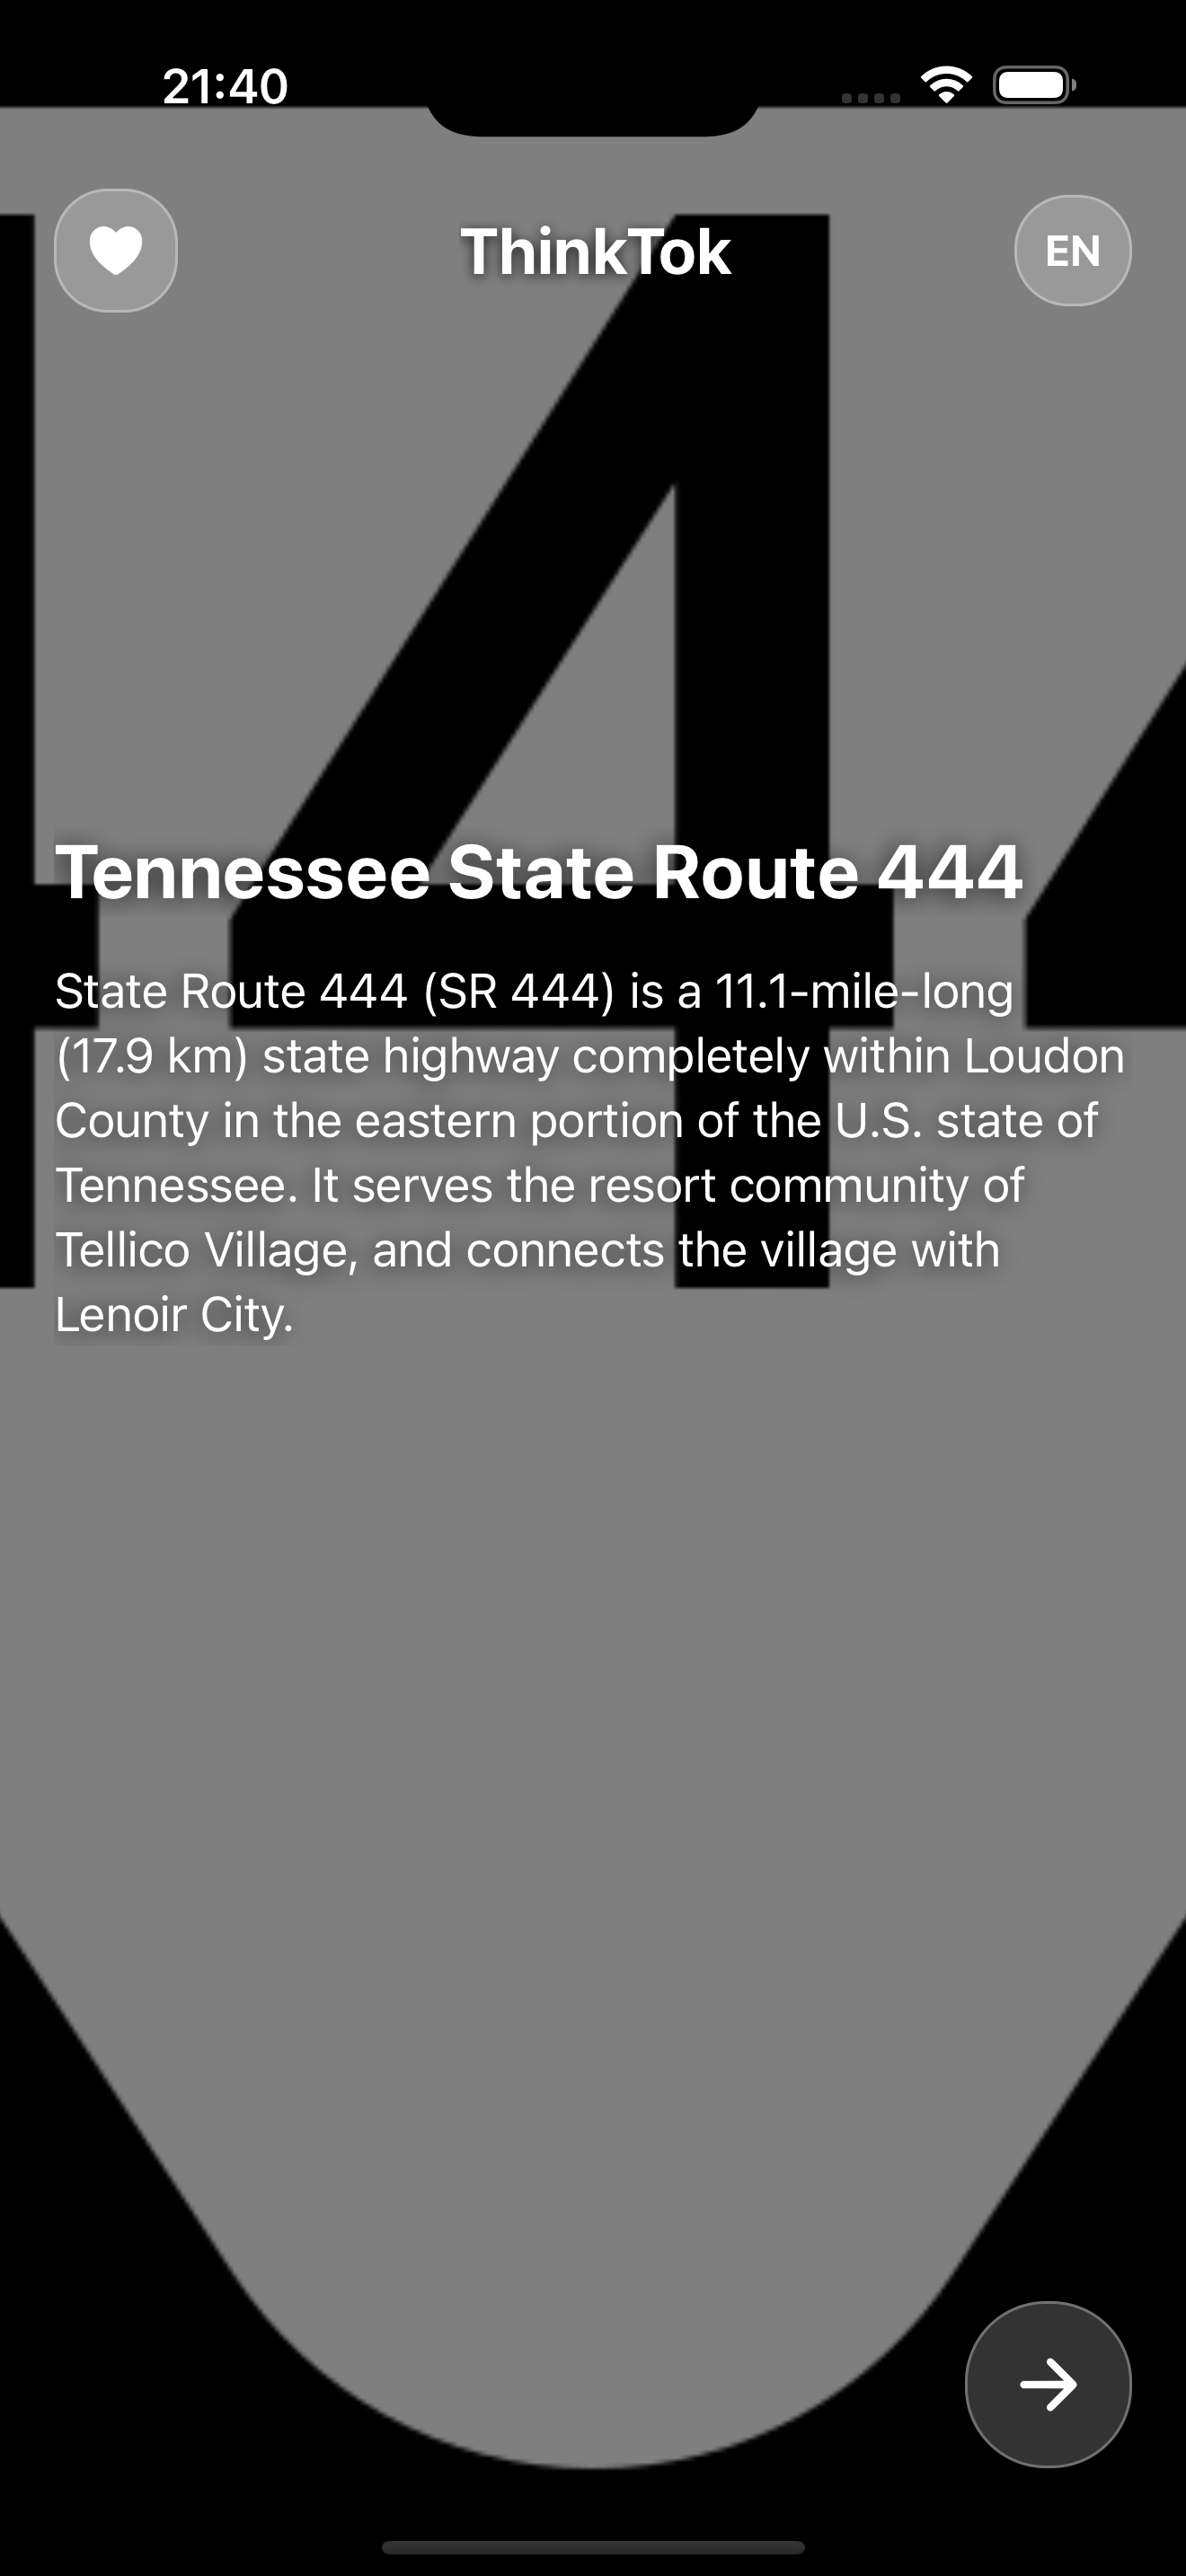 21:40
ThinkTok
EN
444
Tennessee State Route 444
State Route 444 (SR 444) is a 11.1-mile-long
(17.9 km) state highway completely within Loudon
County in the eastern portion of the U.S. state of
Tennessee. It serves the resort community of
Tellico Village, and connects the village with
Lenoir City.